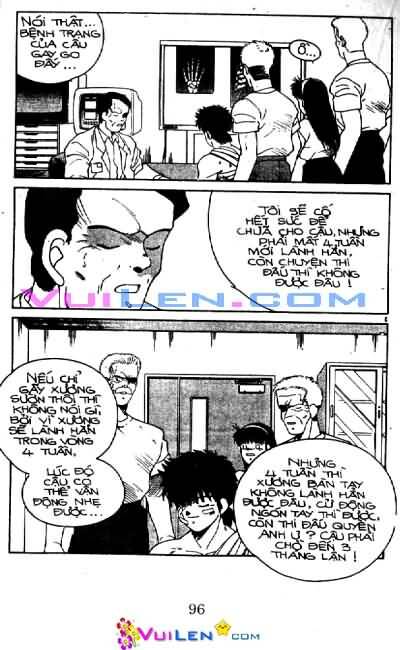 NÓI THẬT...
BỆNH TRẠNG
CỦA CẬU
GAY GO
ĐẤY...
Ờ...
TÔI SẼ CỐ
HẾT SỨC ĐỂ
CHỮA CHO CẬU, NHƯNG
PHẢI MẤT 4 TUẦN
MỚI LÀNH HẲN,
CÒN CHUYỆN THI
ĐẤU THÌ KHÔNG
ĐƯỢC ĐÂU!
VuiLen.com
NẾU CHỈ
GÃY XƯƠNG
SƯỜN THÔI THÌ
KHÔNG NÓI GÌ,
BỞI VÌ XƯƠNG
SẼ LÀNH HẲN
TRONG VÒNG
4 TUẦN.
LÚC ĐÓ
CẬU CÓ
THỂ VẬN
ĐỘNG NHẸ
ĐƯỢC...
NHƯNG
4 TUẦN THÌ
XƯƠNG BÀN TAY
KHÔNG LÀNH HẲN
ĐƯỢC ĐÂU, CỬ ĐỘNG
NGÓN TAY THÌ ĐƯỢC,
CÒN THI ĐẤU QUYỀN
ANH Ư? CẬU PHẢI
CHỜ ĐẾN 3
THÁNG LẬN!
96
VuiLen.com